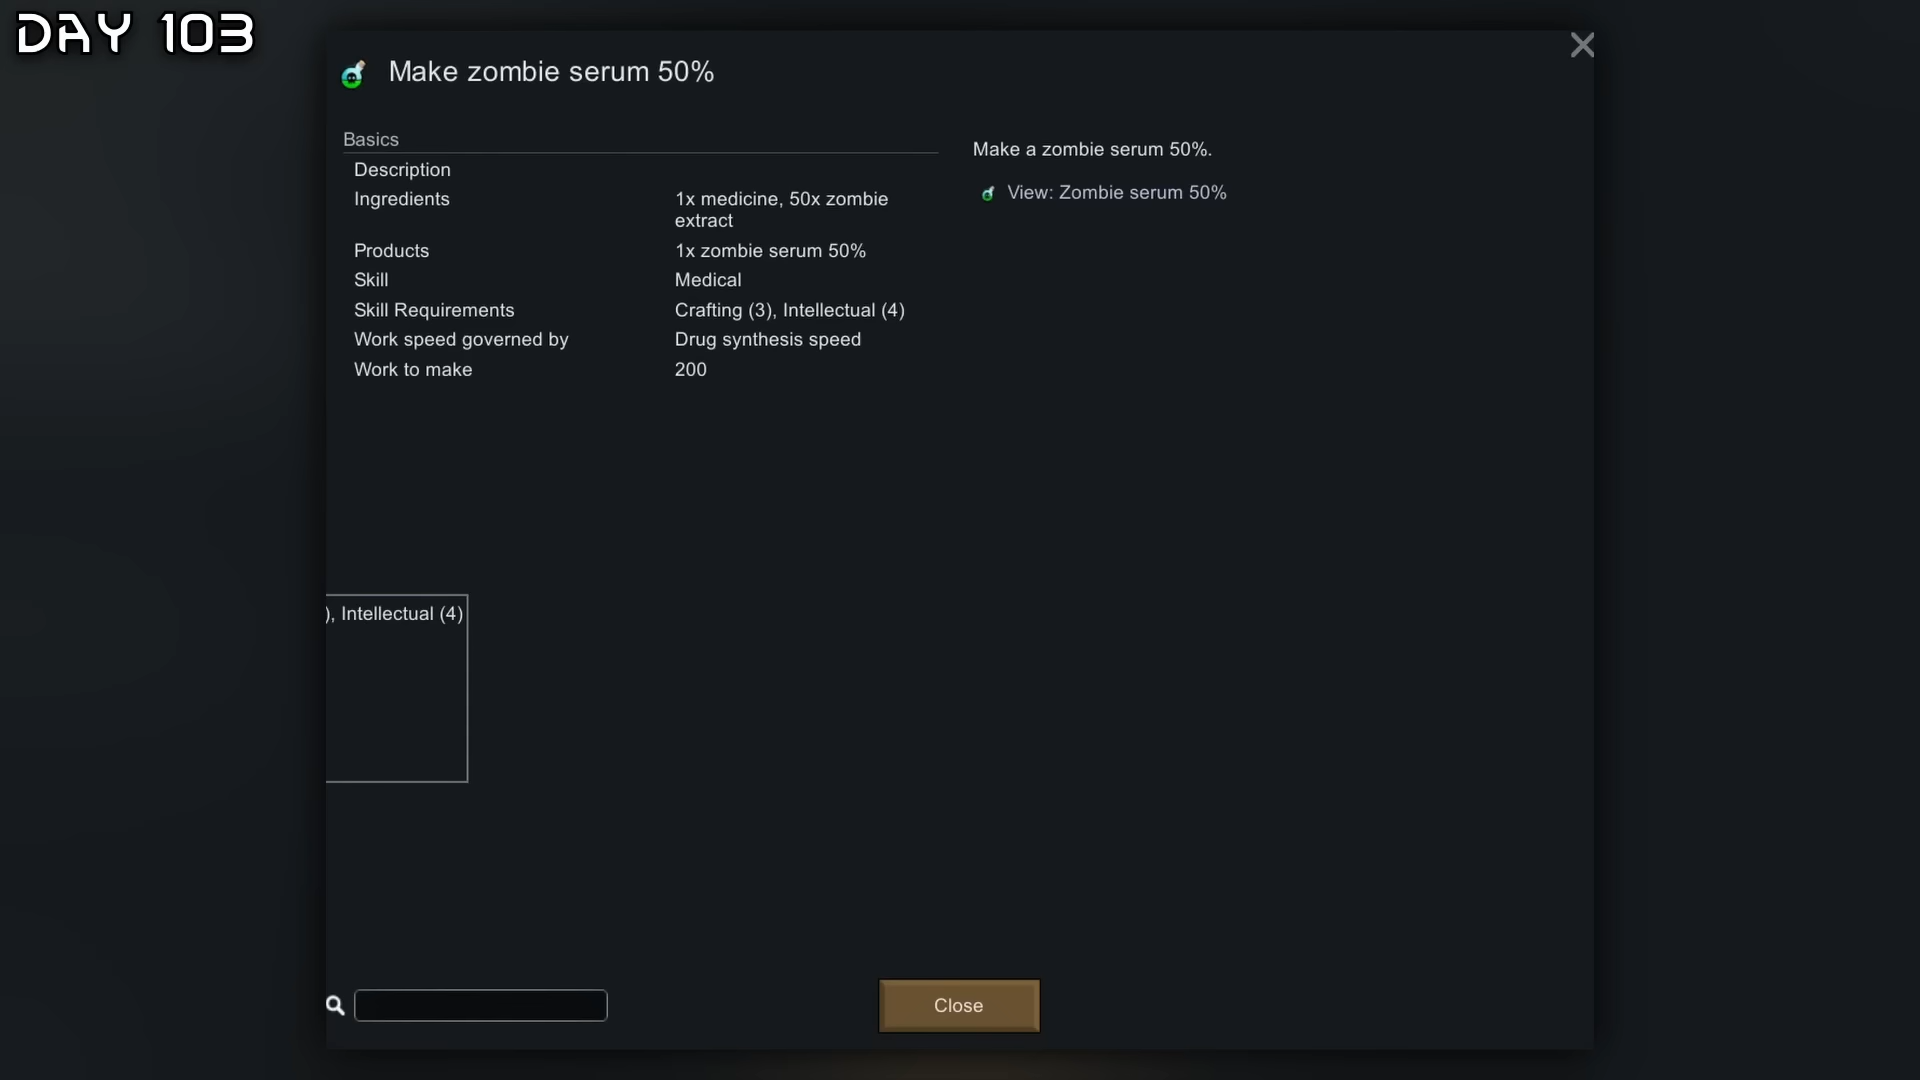 DAY 103
Make zombie serum 50%
Basics
Description
Ingredients 1x medicine, 50x zombie
extract
Products 1x zombie serum 50%
Skill Medical
Skill Requirements Crafting (3), Intellectual (4)
Work speed governed by Drug synthesis speed
Work to make 200
Make a zombie serum 50%.
View: Zombie serum 50%
), Intellectual (4)
Close